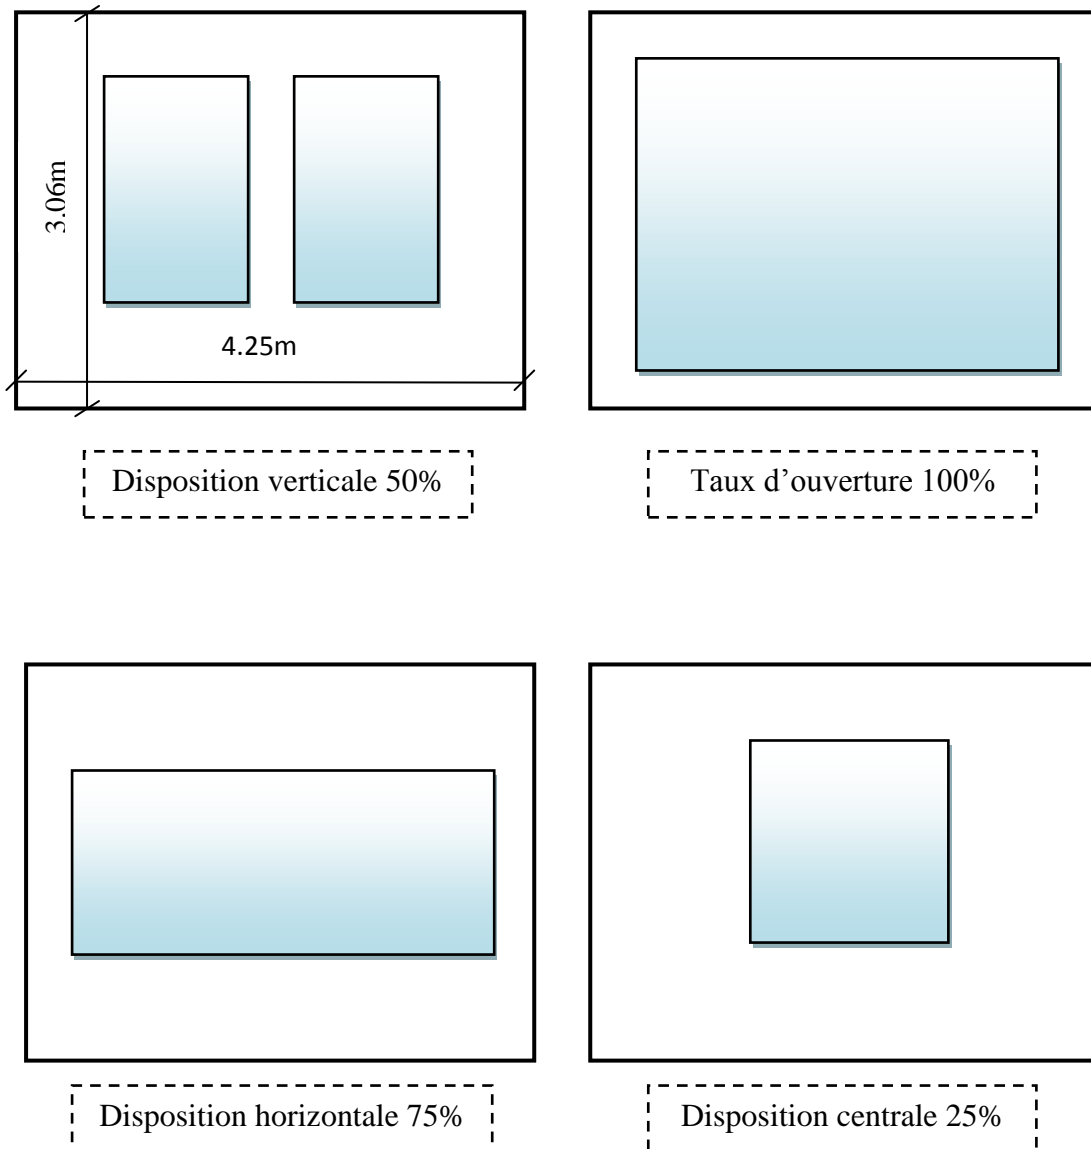 3.06m
4.25m
Disposition verticale 50%
Taux d’ouverture 100%
Disposition horizontale 75%
Disposition centrale 25%